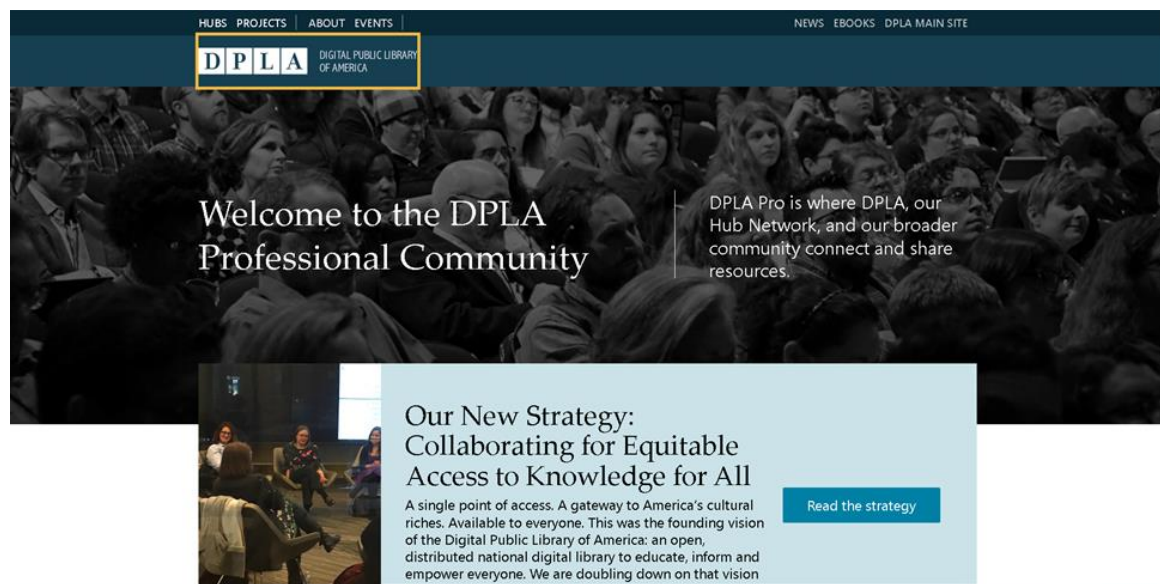 HUBS PROJECTS ABOUT EVENTS NEWS EBOOKS DPLA MAIN SITE
DPLA DIGITAL PUBLIC LIBRARY
OF AMERICA
Welcome to the DPLA
Professional Community
DPLA Pro is where DPLA, our
Hub Network, and our broader
community connect and share
resources.
Our New Strategy:
Collaborating for Equitable
Access to Knowledge for All
A single point of access. A gateway to America's cultural
riches. Available to everyone. This was the founding vision
of the Digital Public Library of America: an open,
distributed national digital library to educate, inform and
empower everyone. We are doubling down on that vision
Read the strategy